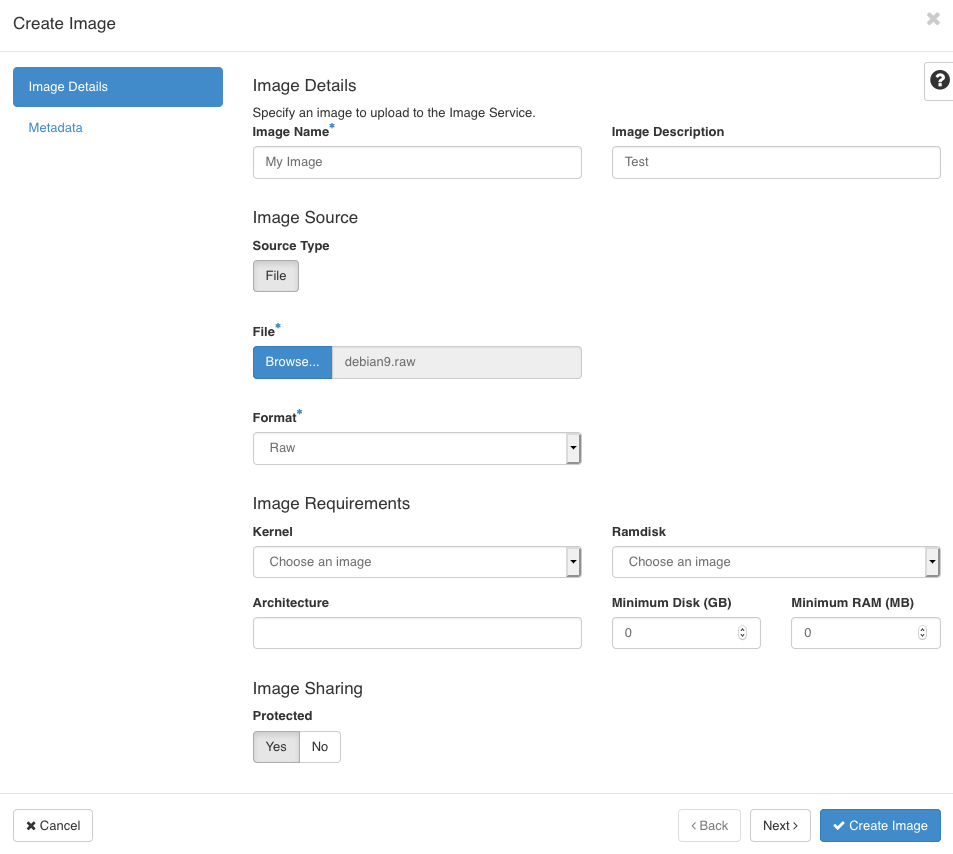 Create Image
Image Details
Metadata
Image Details
Specify an image to upload to the Image Service.
Image Name* Image Description
My Image Test
Image Source
Source Type
File
File*
Browse... debian9.raw
Format*
Raw
Image Requirements
Kernel Ramdisk
Choose an image Choose an image
Architecture Minimum Disk (GB) Minimum RAM (MB)
0 0
Image Sharing
Protected
Yes No
Cancel Back Next Create Image